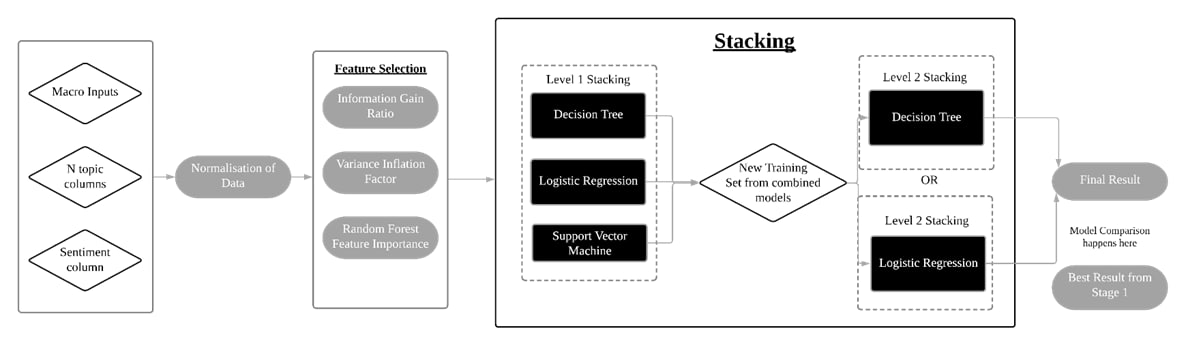 Macro Inputs
N topic
columns
Sentiment
column
Normalisation of
Data
Feature Selection
Information Gain
Ratio
Variance Inflation
Factor
Random Forest
Feature Importance
Stacking
Level 1 Stacking
Decision Tree
Logistic Regression
Support Vector
Machine
New Training
Set from combined
models
Level 2 Stacking
Decision Tree
OR
Level 2 Stacking
Logistic Regression
Final Result
Model Comparison
happens here
Best Result from
Stage 1